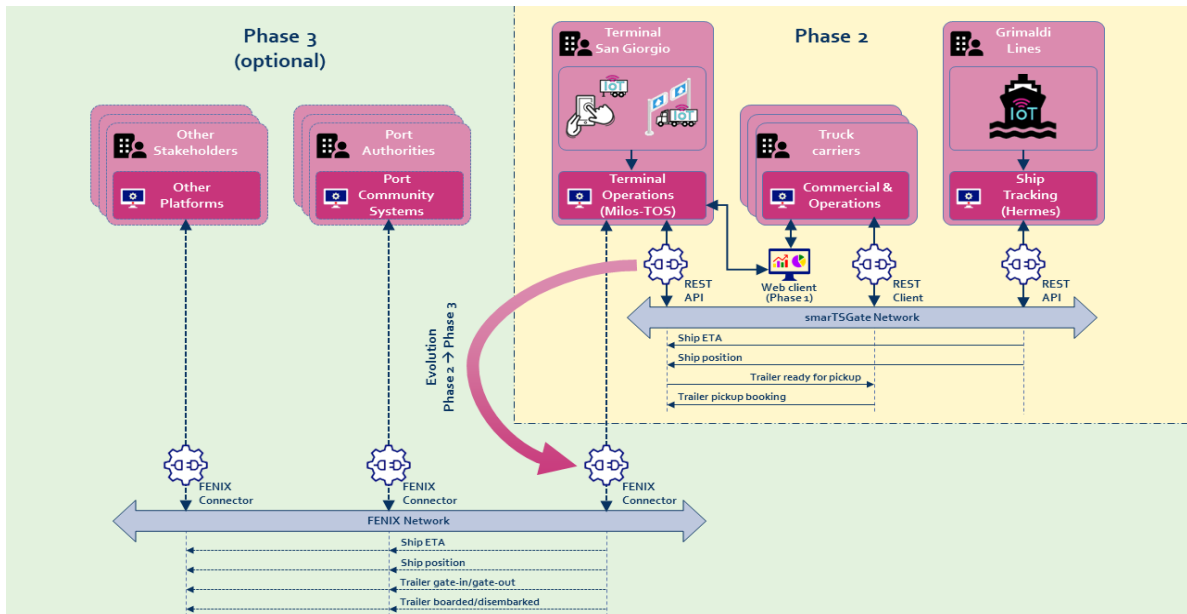 Phase 3
(optional)
Phase 2
Terminal
San Giorgio
IoT
IoT
Grimaldi
Lines
IoT
Other
Stakeholders
Other
Platforms
Port
Authorities
Port
Community
Systems
Truck
carriers
Terminal
Operations
(Milos-TOS)
Commercial &
Operations
Ship
Tracking
(Hermes)
REST
API
Web client
(Phase 1)
REST
Client
REST
API
smarTSGate Network
Ship ETA
Ship position
Trailer ready for pickup
Trailer pickup booking
Evolution
Phase 2 → Phase 3
FENIX
Connector
FENIX
Connector
FENIX
Connector
FENIX Network
Ship ETA
Ship position
Trailer gate-in/gate-out
Trailer boarded/disembarked